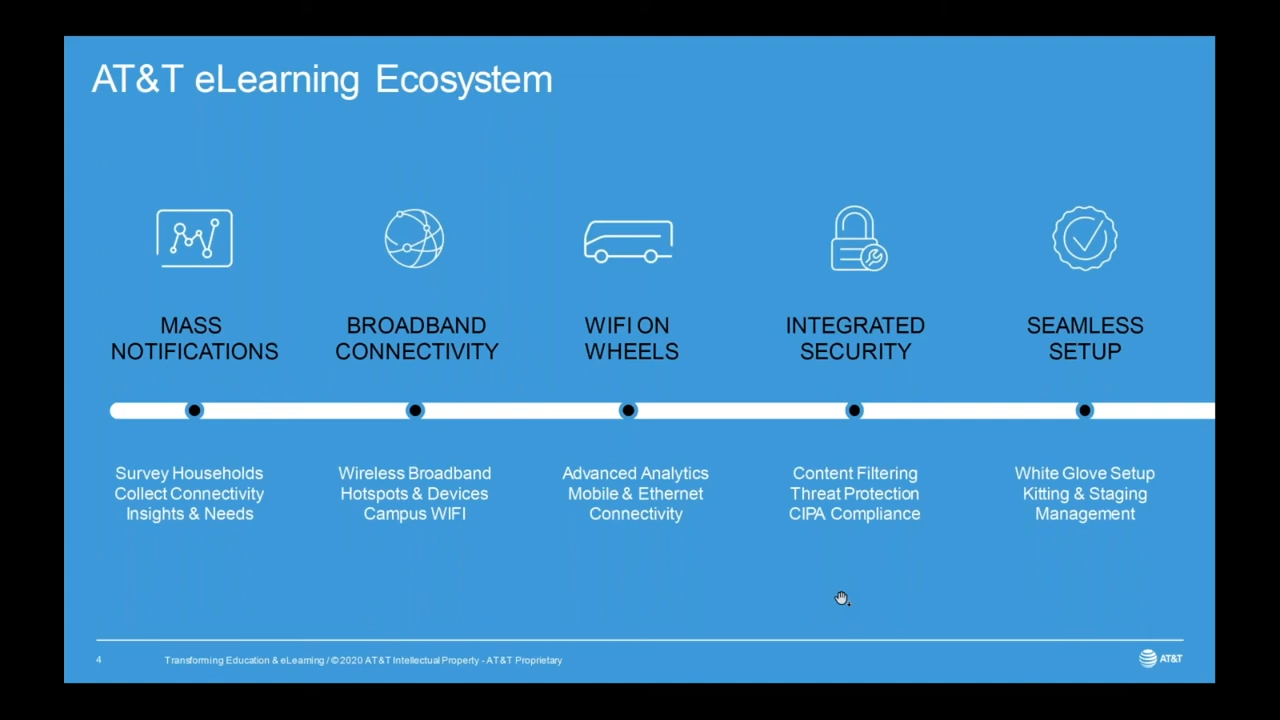 AT&T eLearning Ecosystem
MASS
NOTIFICATIONS
BROADBAND
CONNECTIVITY
WIFI ON
WHEELS
INTEGRATED
SECURITY
SEAMLESS
SETUP
Survey Households
Collect Connectivity
Insights & Needs
Wireless Broadband
Hotspots & Devices
Campus WIFI
Advanced Analytics
Mobile & Ethernet
Connectivity
Content Filtering
Threat Protection
CIPA Compliance
White Glove Setup
Kitting & Staging
Management
4
Transforming Education & eLearning / © 2020 AT&T Intellectual Property - AT&T Proprietary
AT&T